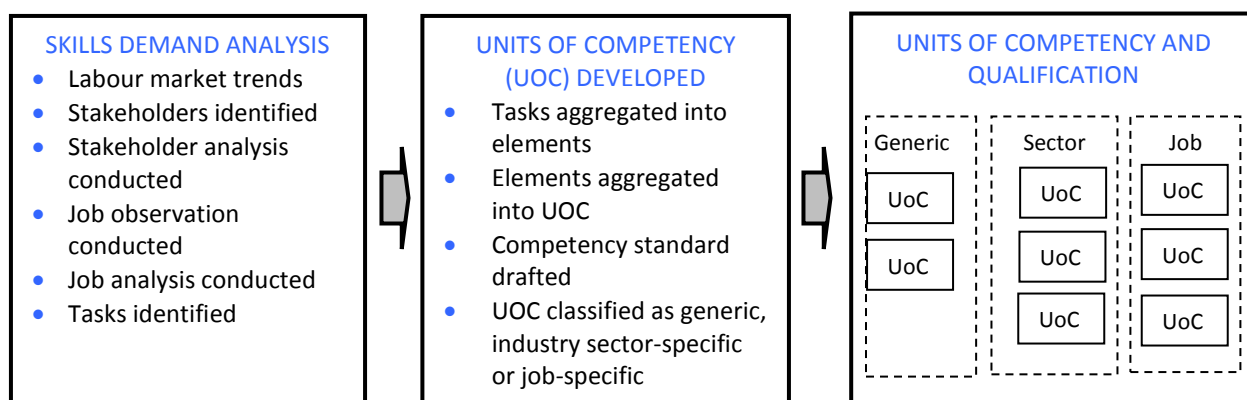 SKILLS DEMAND ANALYSIS
• Labour market trends
• Stakeholders identified
• Stakeholder analysis
conducted
• Job observation
conducted
• Job analysis conducted
• Tasks identified
UNITS OF COMPETENCY
(UOC) DEVELOPED
• Tasks aggregated into
elements
• Elements aggregated
into UOC
• Competency standard
drafted
• UOC classified as generic,
industry sector-specific
or job-specific
UNITS OF COMPETENCY AND
QUALIFICATION
Generic
UoC
UoC
Sector
UoC
UoC
UoC
Job
UoC
UoC
UoC